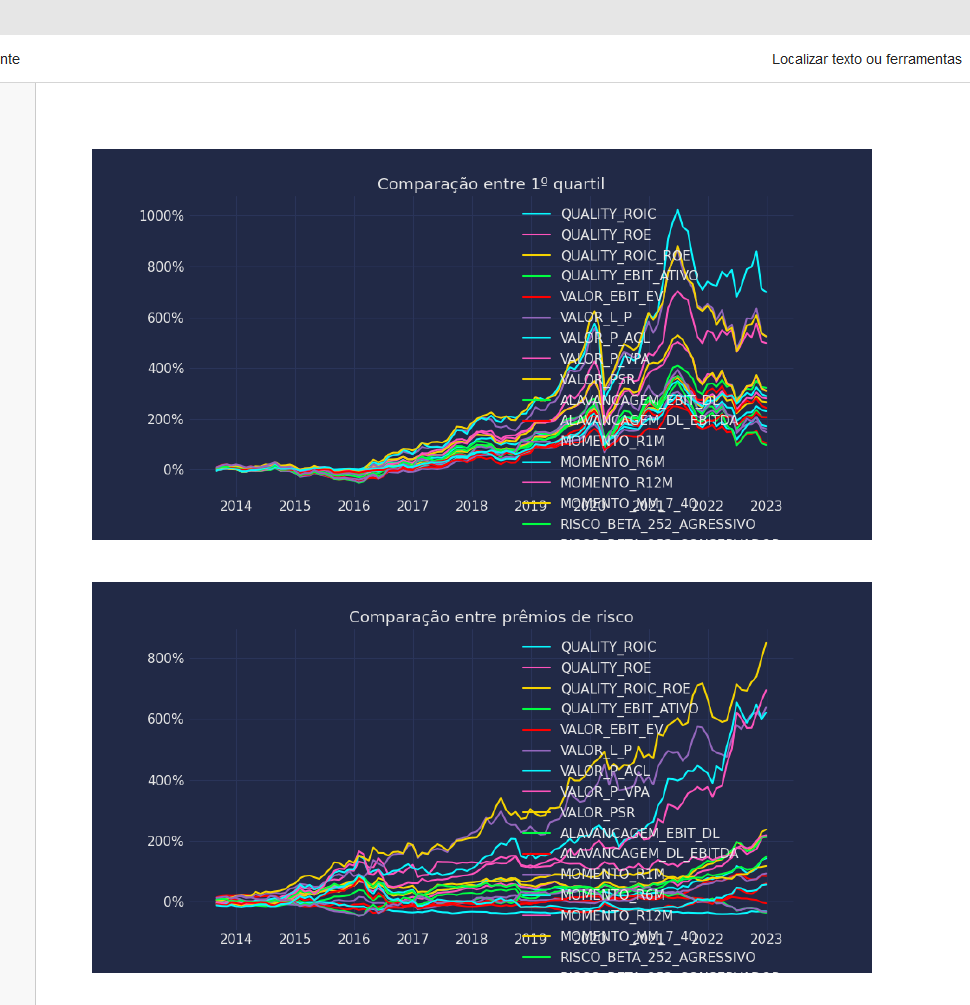 nte
Localizar texto ou ferramentas
Comparação entre 1º quartil
1000%
800%
600%
400%
200%
0%
QUALITY_ROIC
QUALITY_ROE
QUALITY_ROIC_ROE
QUALITY_EBIT_ATIVO
VALOR_EBIT_EV
VALOR_L_P
VALOR_P_ACL
VALOR_P_VPA
VALOR_PSR
ALAVANCAGEM_EBIT_DL
ALAVANCAGEM_DL_EBITDA
MOMENTO_R1M
MOMENTO_R6M
MOMENTO_R12M
MOMENTO_MM_7_40
RISCO_BETA_252_AGRESSIVO
2014 2015 2016 2017 2018 2019 2020 2021 2022 2023
Comparação entre prêmios de risco
800%
600%
400%
200%
0%
QUALITY_ROIC
QUALITY_ROE
QUALITY_ROIC_ROE
QUALITY_EBIT_ATIVO
VALOR_EBIT_EV
VALOR_L_P
VALOR_P_ACL
VALOR_P_VPA
VALOR_PSR
ALAVANCAGEM_EBIT_DL
ALAVANCAGEM_DL_EBITDA
MOMENTO_R1M
MOMENTO_R6M
MOMENTO_R12M
MOMENTO_MM_7_40
RISCO_BETA_252_AGRESSIVO
2014 2015 2016 2017 2018 2019 2020 2021 2022 2023